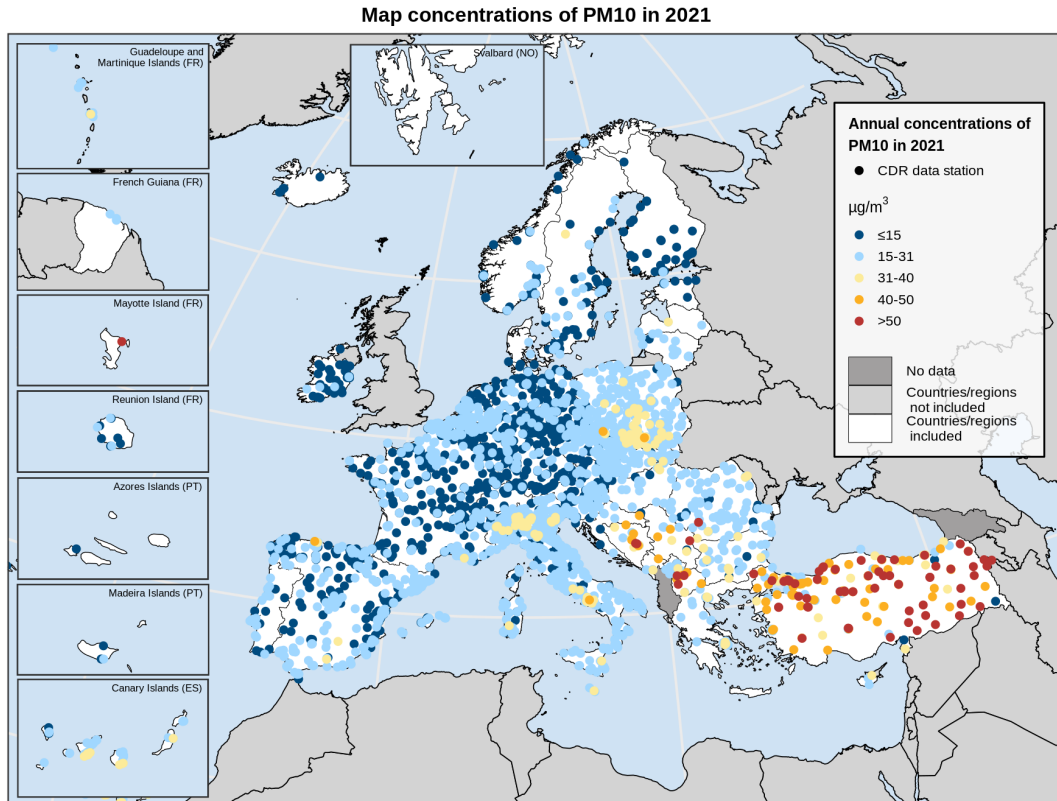 Map concentrations of PM10 in 2021
Guadeloupe and
Martinique Islands (FR)
Svalbard (NO)
French Guiana (FR)
Mayotte Island (FR)
Reunion Island (FR)
Azores Islands (PT)
Madeira Islands (PT)
Canary Islands (ES)
Annual concentrations of
PM10 in 2021
CDR data station
µg/m³
≤15
15-31
31-40
40-50
>50
No data
Countries/regions
not included
Countries/regions
included